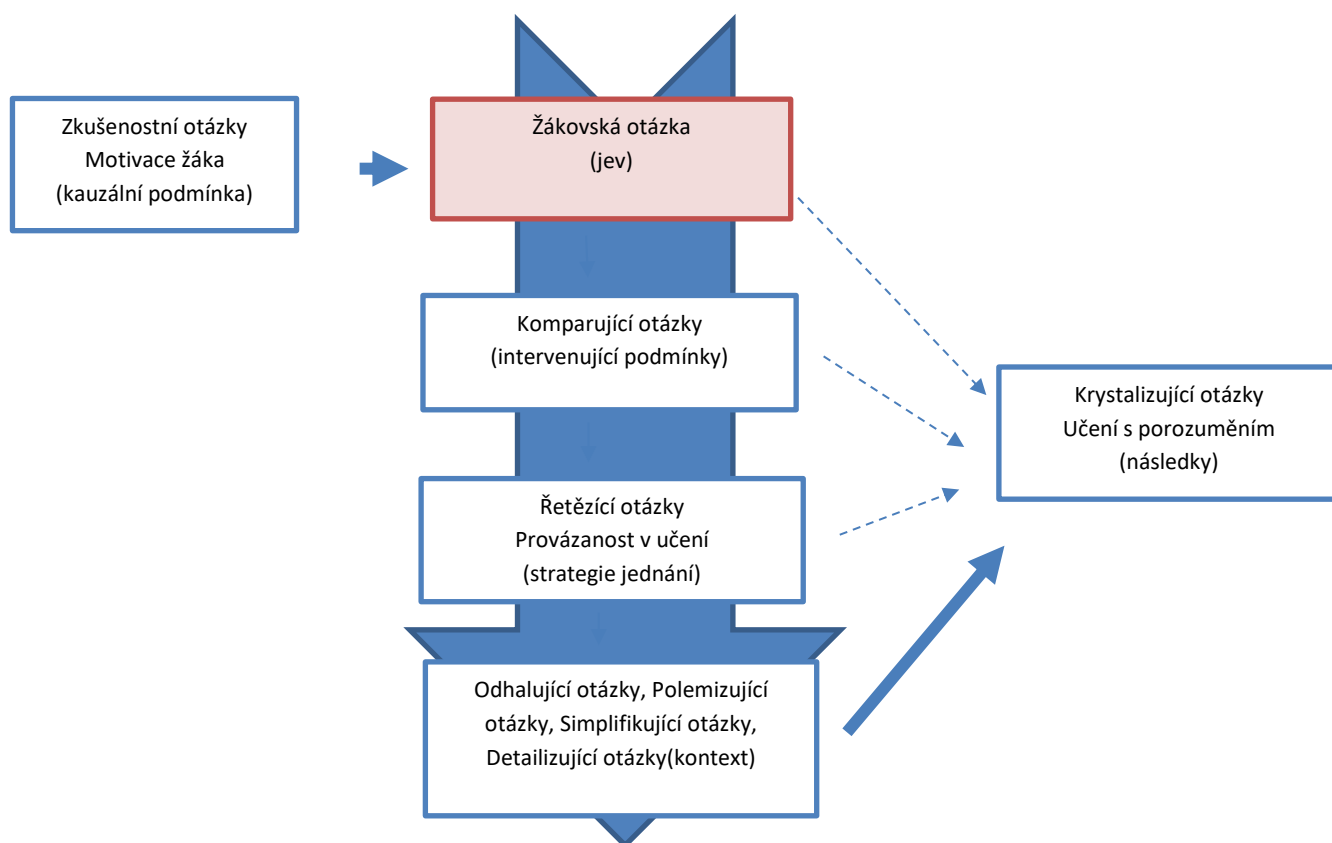 Zkušenostní otázky
Motivace žáka
(kauzální podmínka)
Žákovská otázka
(jev)
Komparující otázky
(intervenující podmínky)
Řetězící otázky
Provázanost v učení
(strategie jednání)
Odhalující otázky, Polemizující
otázky, Simplifikující otázky,
Detailizující otázky(kontext)
Krystalizující otázky
Učení s porozuměním
(následky)